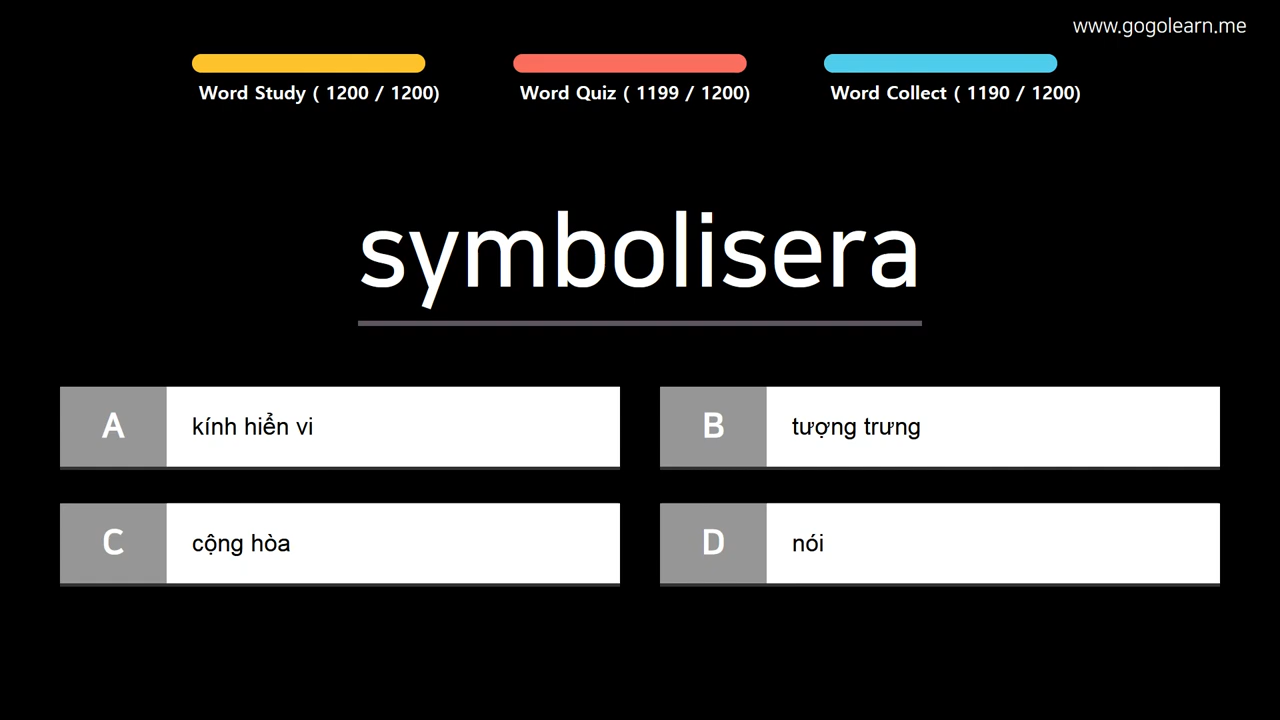 www.gogolearn.me
Word Study ( 1200 / 1200)
Word Quiz ( 1199 / 1200)
Word Collect ( 1190 / 1200)
symbolisera
A
kính hiển vi
B
tượng trưng
C
cộng hòa
D
nói